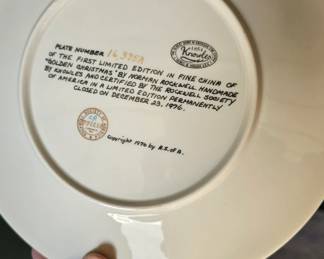 PLATE NUMBER
OF THE FIRST LIMITED EDITION IN FINE CHINA OF
"GOLDEN CHRISTMAS" BY NORMAN ROCKWELL HANDMADE
BY KNOWLES AND CERTIFIED BY THE ROCKWELL SOCIETY
OF AMERICA IN A LIMITED EDITION PERMANENTLY
CLOSED ON DECEMBER 23, 1976.
Knowles
Copyright 1976 by R.S. of A.